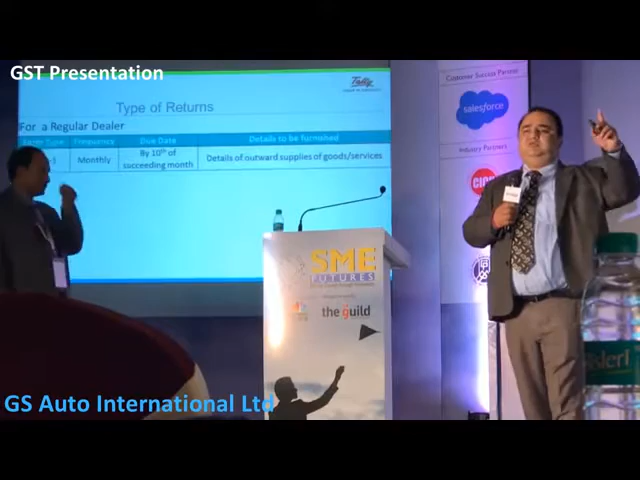 GST Presentation
Tally
Type of Returns
For a Regular Dealer
Frequency
Due Date
Details to be furnished
Monthly
By 10th of
succeeding month
Details of outward supplies of goods/services
Customer Success Partner
salesforce
Industry Partners
SME
FUTURES
the guild
GS Auto International Ltd